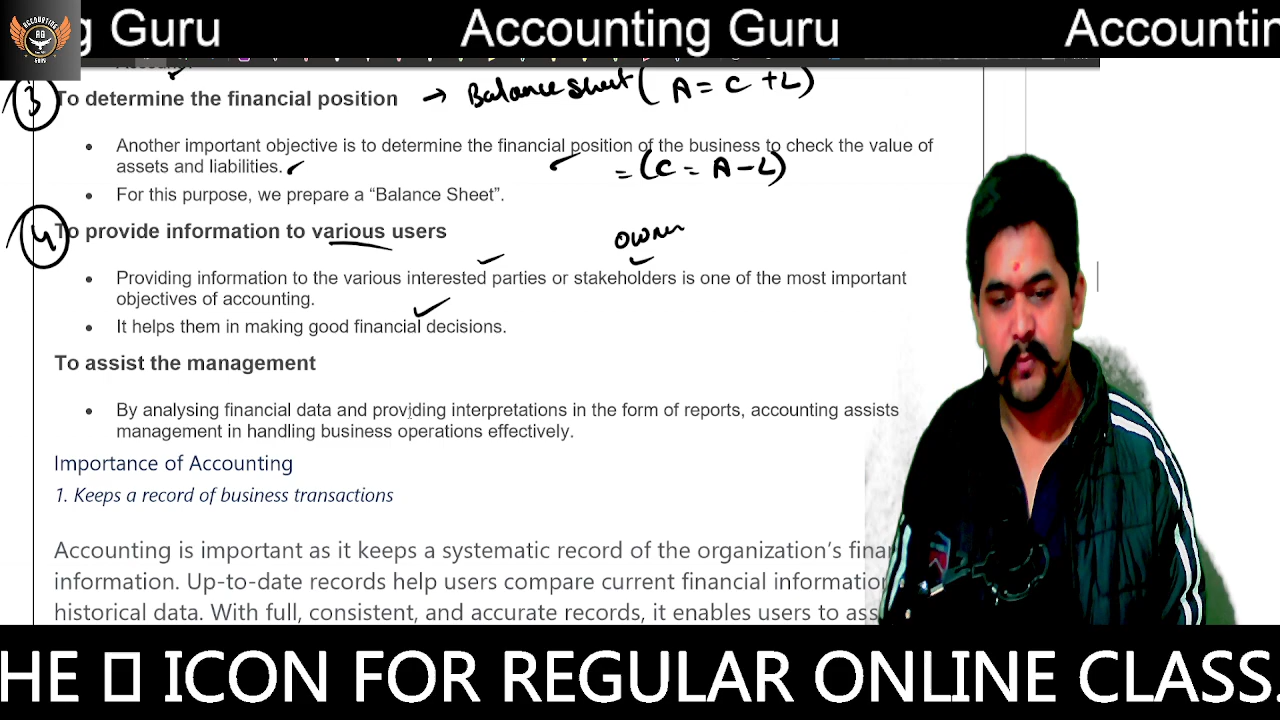 g Guru
Accounting Guru
Accountin
ACCOUNTING
AG
GURU
3 To determine the financial position → Balance sheet ( A = C + L )
• Another important objective is to determine the financial position of the business to check the value of
assets and liabilities.
= (C = A - L)
• For this purpose, we prepare a “Balance Sheet”.
4 To provide information to various users
owner
• Providing information to the various interested parties or stakeholders is one of the most important
objectives of accounting.
• It helps them in making good financial decisions.
To assist the management
• By analysing financial data and providing interpretations in the form of reports, accounting assists
management in handling business operations effectively.
Importance of Accounting
1. Keeps a record of business transactions
Accounting is important as it keeps a systematic record of the organization’s finan
information. Up-to-date records help users compare current financial information
historical data. With full, consistent, and accurate records, it enables users to ass
HE ▯ ICON FOR REGULAR ONLINE CLASS.